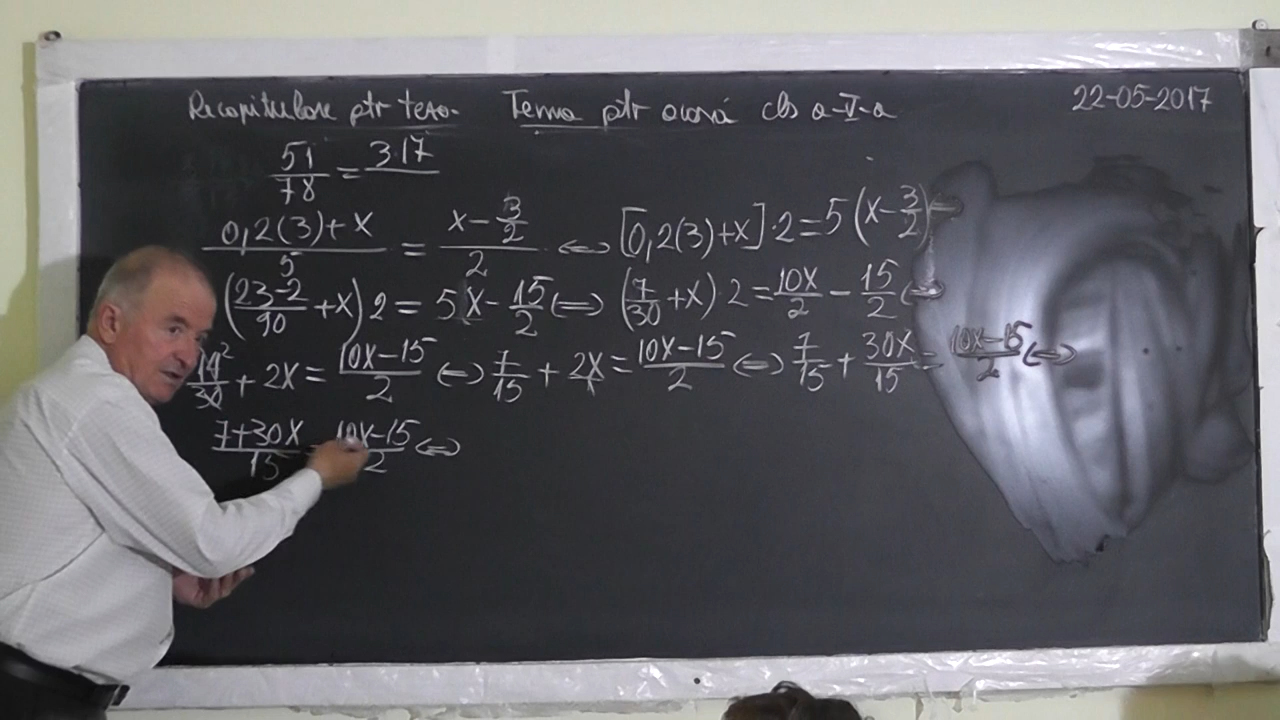 Recapitulare ptr teza. Tema ptr acasă cls a-V-a 22-05-2017
51/78 = 3·17/
(0,2(3)+x)/5 = (x-3/2)/2 ⇔ [0,2(3)+x]·2=5(x-3/2)⇔
((23-2)/90+x)2 = 5x-15/2⇔(7/30+x)·2=10x/2-15/2⇔
14/30+2x=(10x-15)/2⇔7/15+2x=(10x-15)/2⇔7/15+30x/15=(10x-15)/2⇔
(7+30x)/15 = (10x-15)/2⇔